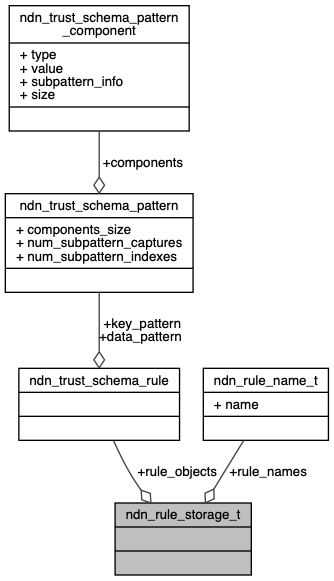 ndn_trust_schema_pattern
_component
+ type
+ value
+ subpattern_info
+ size
+components
ndn_trust_schema_pattern
+ components_size
+ num_subpattern_captures
+ num_subpattern_indexes
+key_pattern
+data_pattern
ndn_trust_schema_rule
ndn_rule_name_t
+ name
+rule_objects
+rule_names
ndn_rule_storage_t